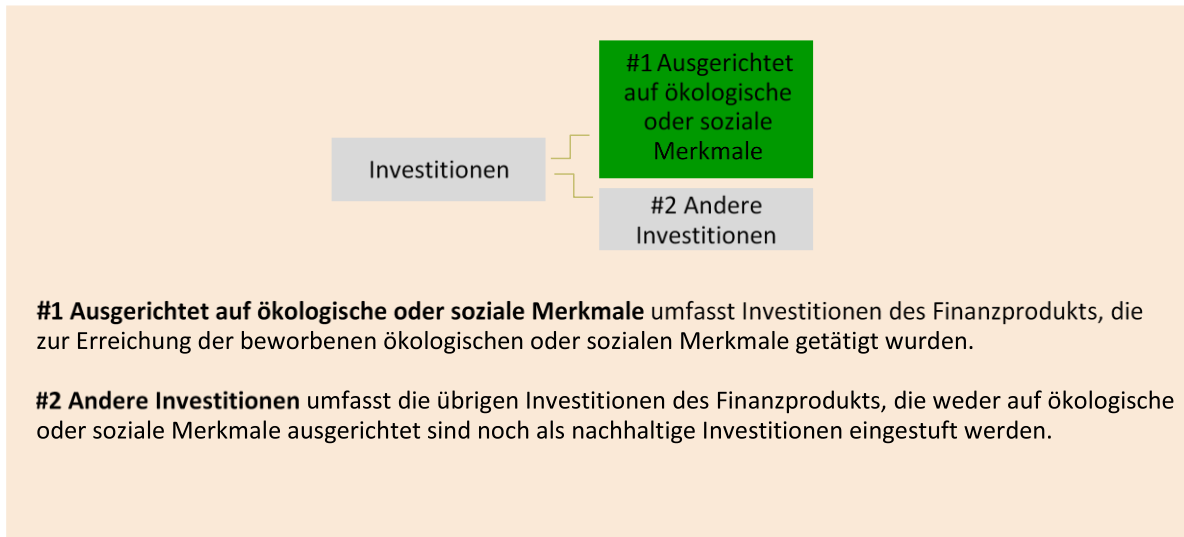 #1 Ausgerichtet
auf ökologische
oder soziale
Merkmale
Investitionen
#2 Andere
Investitionen
#1 Ausgerichtet auf ökologische oder soziale Merkmale umfasst Investitionen des Finanzprodukts, die
zur Erreichung der beworbenen ökologischen oder sozialen Merkmale getätigt wurden.
#2 Andere Investitionen umfasst die übrigen Investitionen des Finanzprodukts, die weder auf ökologische
oder soziale Merkmale ausgerichtet sind noch als nachhaltige Investitionen eingestuft werden.